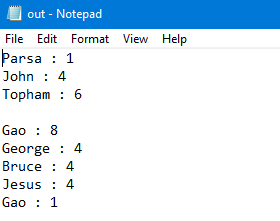 out - Notepad
File Edit Format View Help
Parsa : 1
John : 4
Topham : 6

Gao : 8
George : 4
Bruce : 4
Jesus : 4
Gao : 1